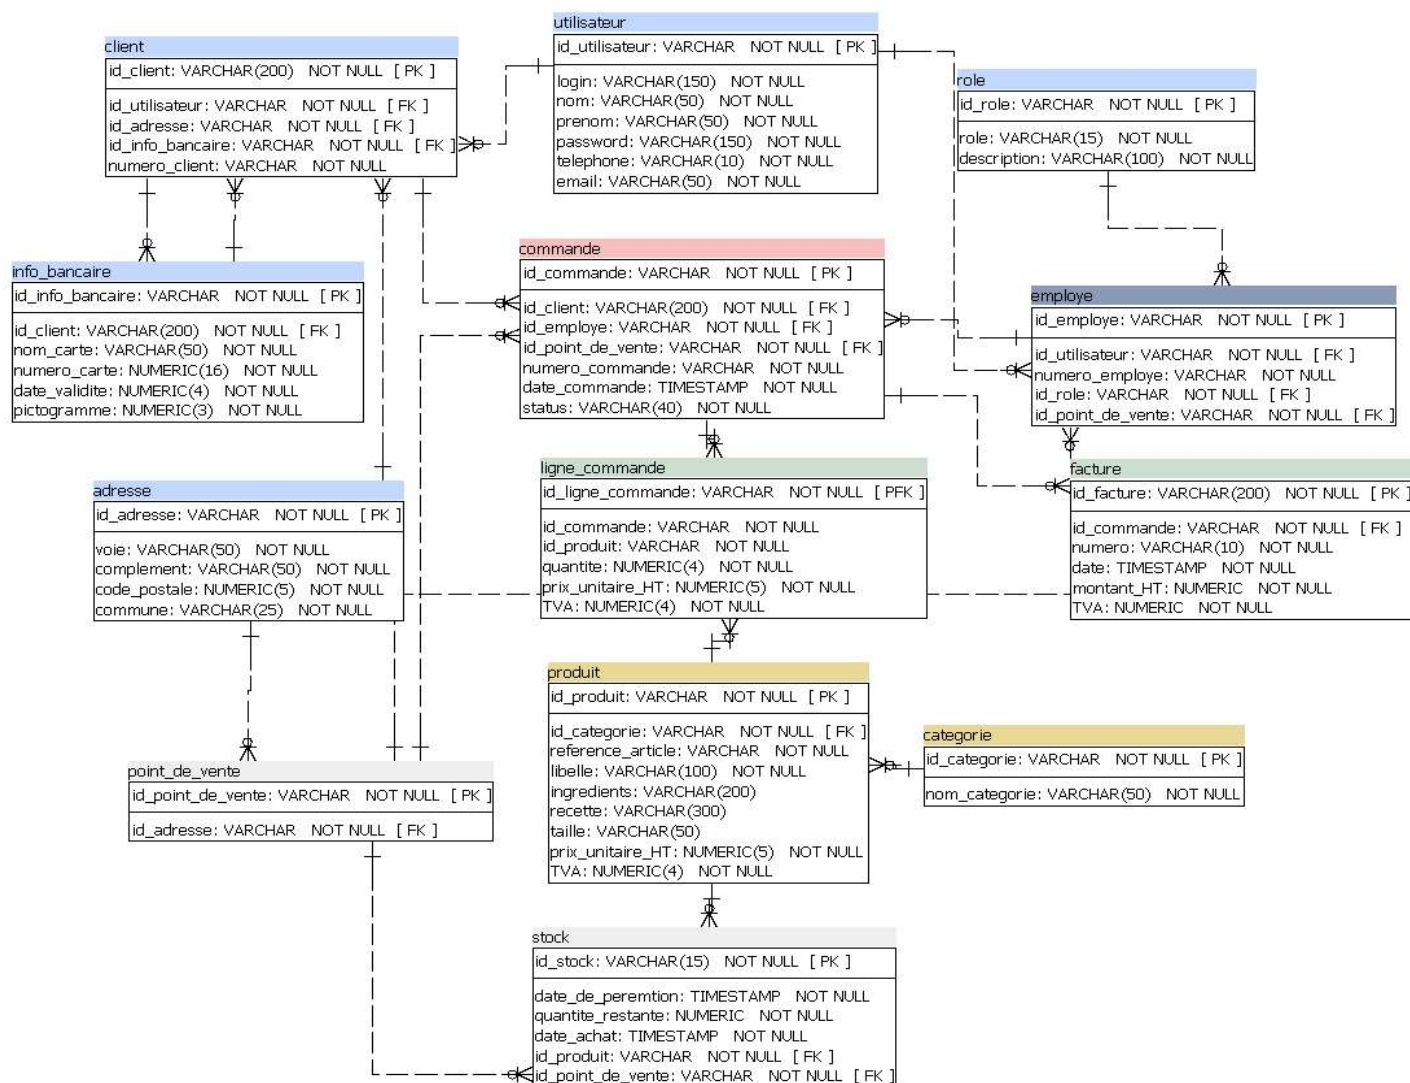 utilisateur
id_utilisateur: VARCHAR NOT NULL [ PK ]
login: VARCHAR(150) NOT NULL
nom: VARCHAR(50) NOT NULL
prenom: VARCHAR(50) NOT NULL
password: VARCHAR(150) NOT NULL
telephone: VARCHAR(10) NOT NULL
email: VARCHAR(50) NOT NULL
client
id_client: VARCHAR(200) NOT NULL [ PK ]
id_utilisateur: VARCHAR NOT NULL [ FK ]
id_adresse: VARCHAR NOT NULL [ FK ]
id_info_bancaire: VARCHAR NOT NULL [ FK ]
numero_client: VARCHAR NOT NULL
role
id_role: VARCHAR NOT NULL [ PK ]
role: VARCHAR(15) NOT NULL
description: VARCHAR(100) NOT NULL
info_bancaire
id_info_bancaire: VARCHAR NOT NULL [ PK ]
id_client: VARCHAR(200) NOT NULL [ FK ]
nom_carte: VARCHAR(50) NOT NULL
numero_carte: NUMERIC(16) NOT NULL
date_validite: NUMERIC(4) NOT NULL
pictogramme: NUMERIC(3) NOT NULL
commande
id_commande: VARCHAR NOT NULL [ PK ]
id_client: VARCHAR(200) NOT NULL [ FK ]
id_employe: VARCHAR NOT NULL [ FK ]
id_point_de_vente: VARCHAR NOT NULL [ FK ]
numero_commande: VARCHAR NOT NULL
date_commande: TIMESTAMP NOT NULL
status: VARCHAR(40) NOT NULL
employe
id_employe: VARCHAR NOT NULL [ PK ]
id_utilisateur: VARCHAR NOT NULL [ FK ]
numero_employe: VARCHAR NOT NULL
id_role: VARCHAR NOT NULL [ FK ]
id_point_de_vente: VARCHAR NOT NULL [ FK ]
adresse
id_adresse: VARCHAR NOT NULL [ PK ]
voie: VARCHAR(50) NOT NULL
complement: VARCHAR(50) NOT NULL
code_postale: NUMERIC(5) NOT NULL
commune: VARCHAR(25) NOT NULL
ligne_commande
id_ligne_commande: VARCHAR NOT NULL [ PFK ]
id_commande: VARCHAR NOT NULL
id_produit: VARCHAR NOT NULL
quantite: NUMERIC(4) NOT NULL
prix_unitaire_HT: NUMERIC(5) NOT NULL
TVA: NUMERIC(4) NOT NULL
facture
id_facture: VARCHAR(200) NOT NULL [ PK ]
id_commande: VARCHAR NOT NULL [ FK ]
numero: VARCHAR(10) NOT NULL
date: TIMESTAMP NOT NULL
montant_HT: NUMERIC NOT NULL
TVA: NUMERIC NOT NULL
produit
id_produit: VARCHAR NOT NULL [ PK ]
id_categorie: VARCHAR NOT NULL [ FK ]
reference_article: VARCHAR NOT NULL
libelle: VARCHAR(100) NOT NULL
ingredients: VARCHAR(200)
recette: VARCHAR(300)
taille: VARCHAR(50)
prix_unitaire_HT: NUMERIC(5) NOT NULL
TVA: NUMERIC(4) NOT NULL
categorie
id_categorie: VARCHAR NOT NULL [ PK ]
nom_categorie: VARCHAR(50) NOT NULL
point_de_vente
id_point_de_vente: VARCHAR NOT NULL [ PK ]
id_adresse: VARCHAR NOT NULL [ FK ]
stock
id_stock: VARCHAR(15) NOT NULL [ PK ]
date_de_peremtion: TIMESTAMP NOT NULL
quantite_restante: NUMERIC NOT NULL
date_achat: TIMESTAMP NOT NULL
id_produit: VARCHAR NOT NULL [ FK ]
id_point_de_vente: VARCHAR NOT NULL [ FK ]